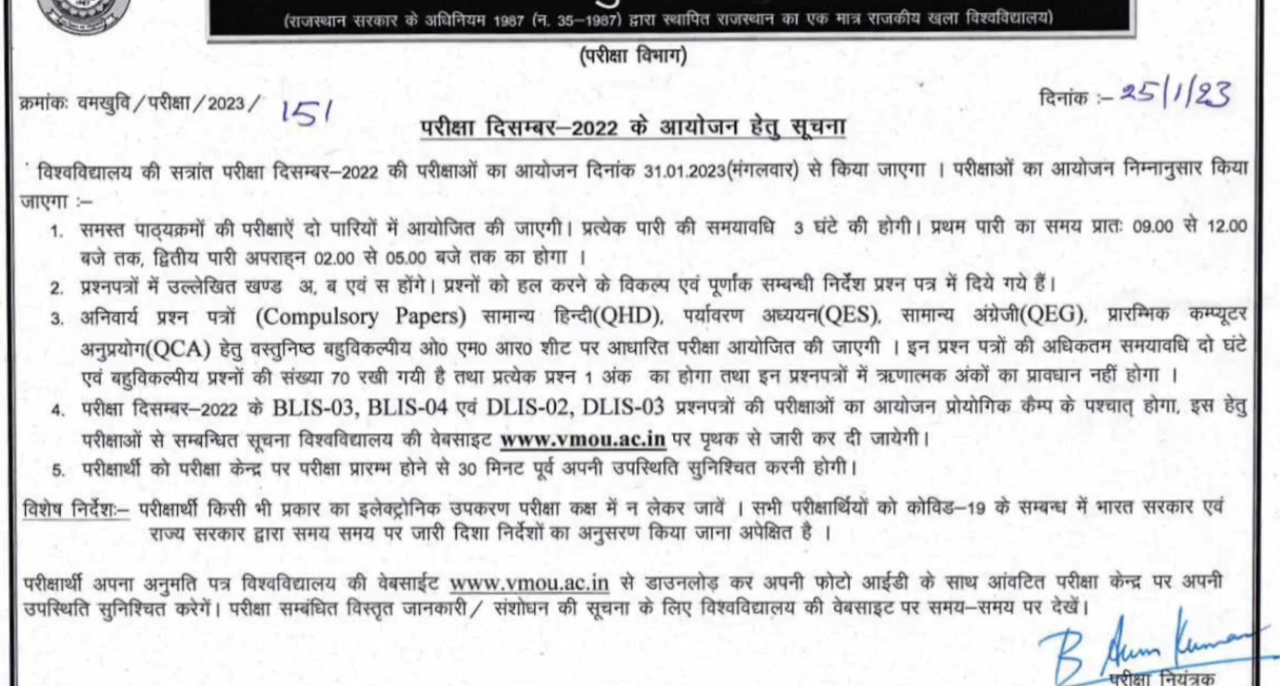 (राजस्थान सरकार के अधिनियम 1987 (न. 35–1987) द्वारा स्थापित राजस्थान का एक मात्र राजकीय खुला विश्वविद्यालय)
(परीक्षा विभाग)
क्रमांकः वमखुवि/परीक्षा/2023/ 151
दिनांक :– 25/1/23
परीक्षा दिसम्बर–2022 के आयोजन हेतु सूचना
विश्वविद्यालय की सत्रांत परीक्षा दिसम्बर–2022 की परीक्षाओं का आयोजन दिनांक 31.01.2023(मंगलवार) से किया जाएगा । परीक्षाओं का आयोजन निम्नानुसार किया
जाएगा :–
1. समस्त पाठ्यक्रमों की परीक्षाऐं दो पारियों में आयोजित की जाएगी। प्रत्येक पारी की समयावधि 3 घंटे की होगी। प्रथम पारी का समय प्रातः 09.00 से 12.00
बजे तक, द्वितीय पारी अपराहन 02.00 से 05.00 बजे तक का होगा ।
2. प्रश्नपत्रों में उल्लेखित खण्ड अ, ब एवं स होंगे। प्रश्नों को हल करने के विकल्प एवं पूर्णांक सम्बन्धी निर्देश प्रश्न पत्र में दिये गये हैं।
3. अनिवार्य प्रश्न पत्रों (Compulsory Papers) सामान्य हिन्दी(QHD), पर्यावरण अध्ययन(QES), सामान्य अंग्रेजी(QEG), प्रारम्भिक कम्प्यूटर
अनुप्रयोग(QCA) हेतु वस्तुनिष्ठ बहुविकल्पीय ओ0 एम0 आर0 शीट पर आधारित परीक्षा आयोजित की जाएगी । इन प्रश्न पत्रों की अधिकतम समयावधि दो घंटे
एवं बहुविकल्पीय प्रश्नों की संख्या 70 रखी गयी है तथा प्रत्येक प्रश्न 1 अंक का होगा तथा इन प्रश्नपत्रों में ऋणात्मक अंकों का प्रावधान नहीं होगा ।
4. परीक्षा दिसम्बर–2022 के BLIS-03, BLIS-04 एवं DLIS-02, DLIS-03 प्रश्नपत्रों की परीक्षाओं का आयोजन प्रोयोगिक कैम्प के पश्चात् होगा, इस हेतु
परीक्षाओं से सम्बन्धित सूचना विश्वविद्यालय की वेबसाइट www.vmou.ac.in पर पृथक से जारी कर दी जायेगी।
5. परीक्षार्थी को परीक्षा केन्द्र पर परीक्षा प्रारम्भ होने से 30 मिनट पूर्व अपनी उपस्थिति सुनिश्चित करनी होगी।
विशेष निर्देशः– परीक्षार्थी किसी भी प्रकार का इलेक्ट्रोनिक उपकरण परीक्षा कक्ष में न लेकर जावें । सभी परीक्षार्थियों को कोविड–19 के सम्बन्ध में भारत सरकार एवं
राज्य सरकार द्वारा समय समय पर जारी दिशा निर्देशों का अनुसरण किया जाना अपेक्षित है ।
परीक्षार्थी अपना अनुमति पत्र विश्वविद्यालय की वेबसाईट www.vmou.ac.in से डाउनलोड़ कर अपनी फोटो आईडी के साथ आंवटित परीक्षा केन्द्र पर अपनी
उपस्थिति सुनिश्चित करेगें। परीक्षा सम्बंधित विस्तृत जानकारी/ संशोधन की सूचना के लिए विश्वविद्यालय की वेबसाइट पर समय–समय पर देखें।
B Arun Kumar
परीक्षा नियंत्रक